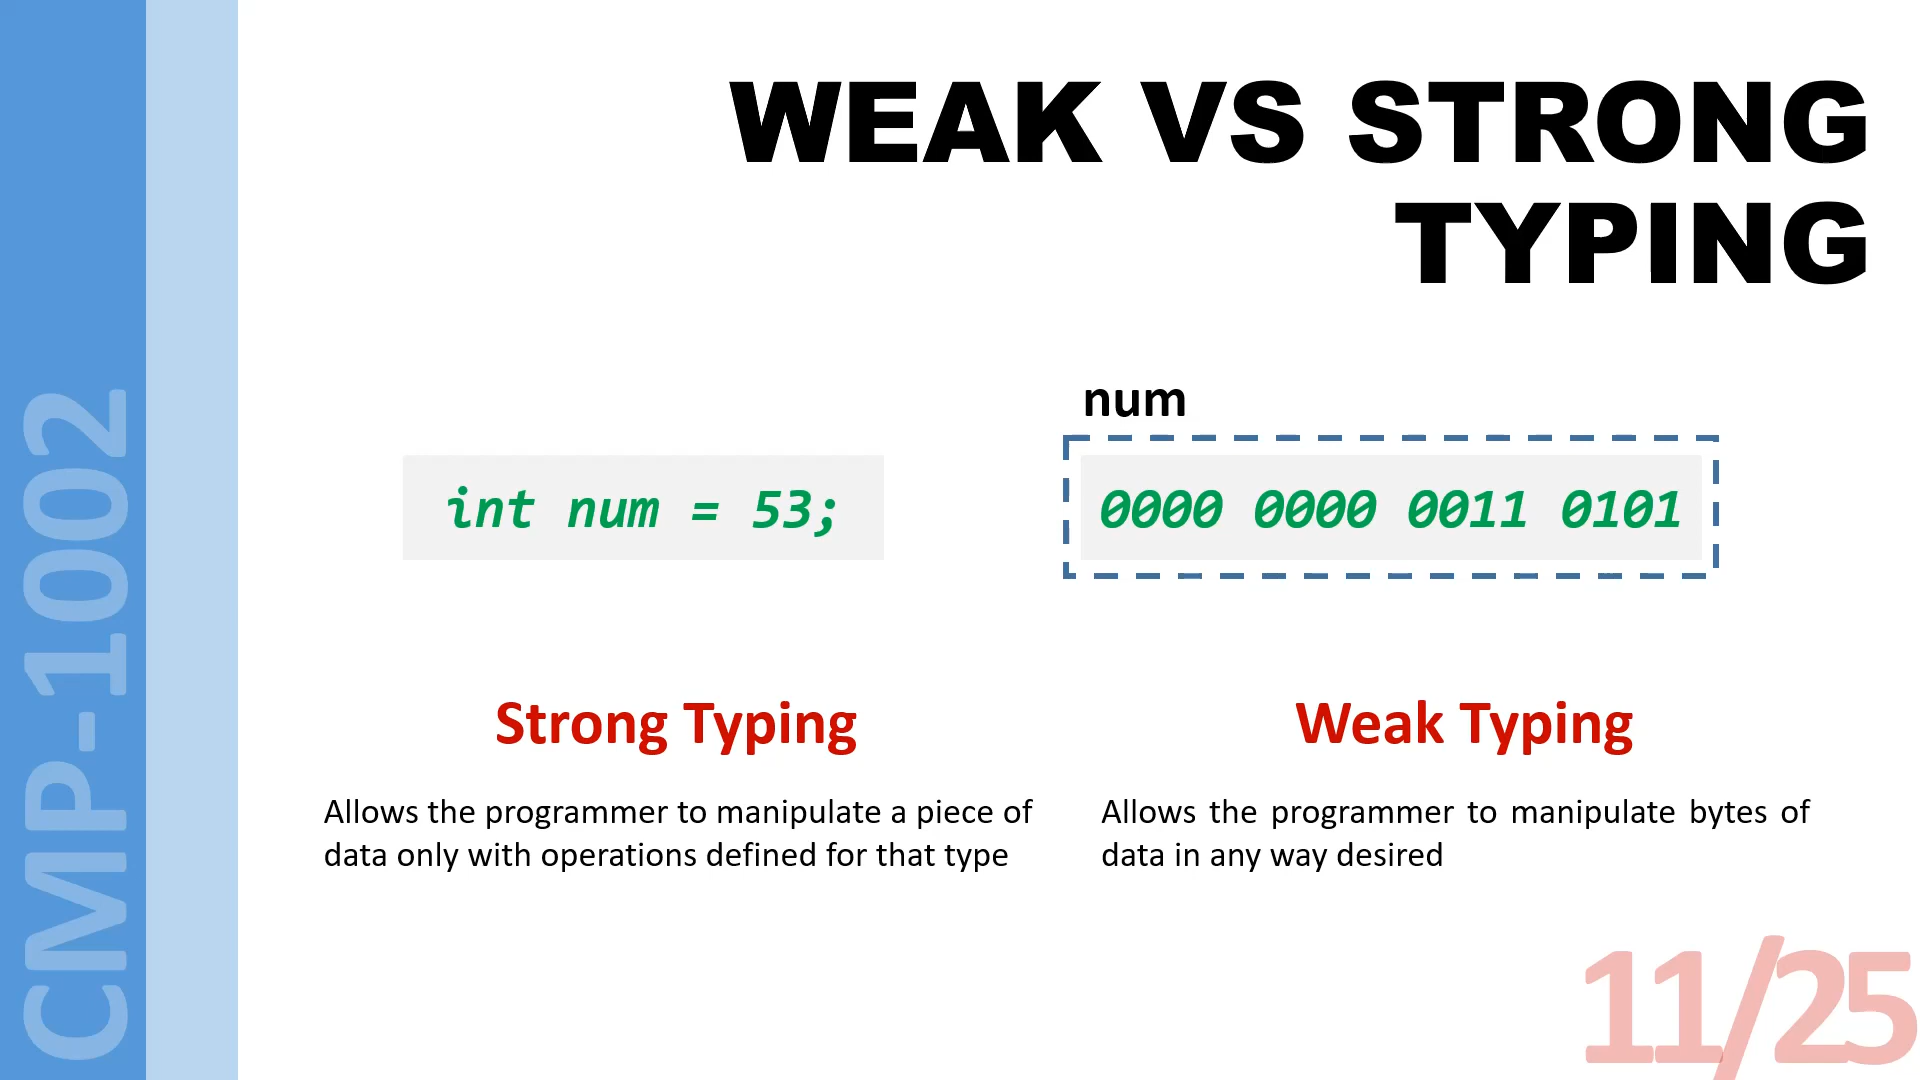 CMP-1002
WEAK VS STRONG
TYPING
int num = 53;
num
0000 0000 0011 0101
Strong Typing
Allows the programmer to manipulate a piece of
data only with operations defined for that type
Weak Typing
Allows the programmer to manipulate bytes of
data in any way desired
11/25